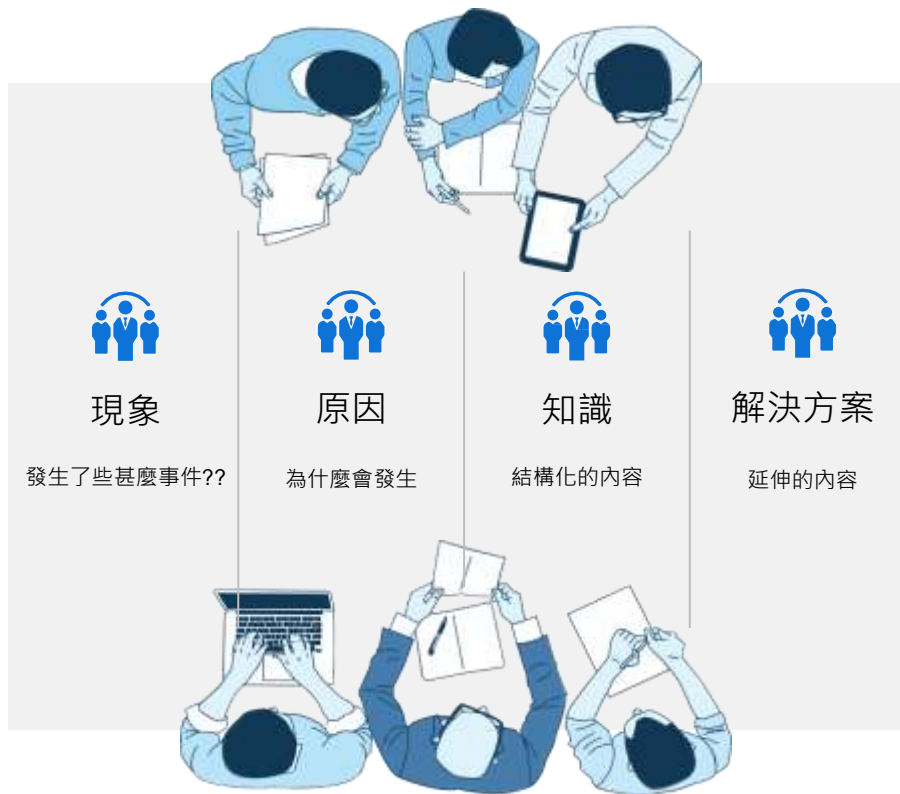 現象
發生了些甚麼事件??
原因
為什麼會發生
知識
結構化的內容
解決方案
延伸的內容